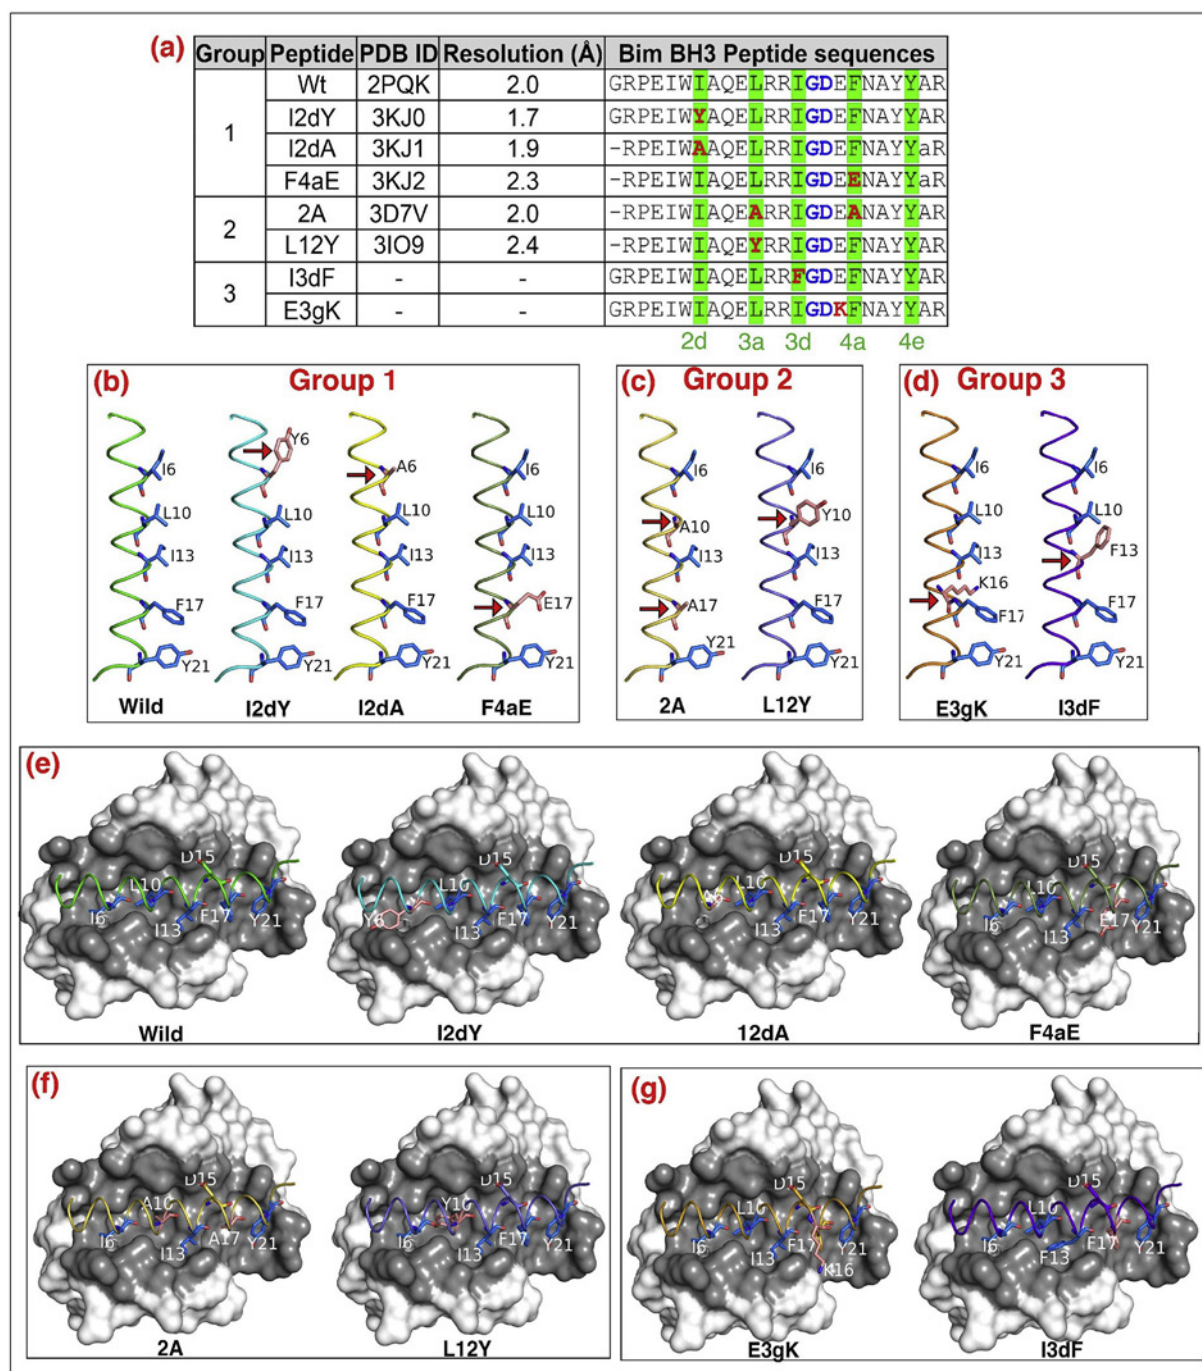 (a)
Group Peptide PDB ID Resolution (Å) Bim BH3 Peptide sequences
1
Wt 2PQK 2.0 GRPEIWIAQELRRIGDEFNAYYAR
I2dY 3KJ0 1.7 GRPEIWYAQELRRIGDEFNAYYAR
I2dA 3KJ1 1.9 -RPEIWAAQELRRIGDEFNAYYaR
F4aE 3KJ2 2.3 -RPEIWIAQELRRIGDEENAYYaR
2
2A 3D7V 2.0 -RPEIWIAQEARRIGDEANAYYAR
L12Y 3IO9 2.4 -RPEIWIAQEYRRIGDEFNAYYAR
3
I3dF - - GRPEIWIAQELRRFGDEFNAYYAR
E3gK - - GRPEIWIAQELRRIGDKFNAYYAR
2d 3a 3d 4a 4e
(b) Group 1
Y6
I6 A6 I6
L10 L10 L10 L10
I13 I13 I13 I13
F17 F17 F17 E17
Y21 Y21 Y21 Y21
Wild I2dY I2dA F4aE
(c) Group 2
I6 I6
A10 Y10
I13 I13
A17 F17
Y21 Y21
2A L12Y
(d) Group 3
I6 I6
L10 L10
I13 F13
K16
F17 F17
Y21 Y21
E3gK I3dF
(e)
D15 D15 D15 D15
L10 L10 L10 L10
I6 Y6 I6
I13 F17 Y21 I13 F17 Y21 I13 F17 Y21 I13 E17 Y21
Wild I2dY 12dA F4aE
(f)
D15 D15
A10 Y10
I6 I13 A17 Y21 I6 I13 F17 Y21
2A L12Y
(g)
D15 D15
L10 L10
I6 I13 F17 Y21 I6 F13 F17 Y21
K16
E3gK I3dF